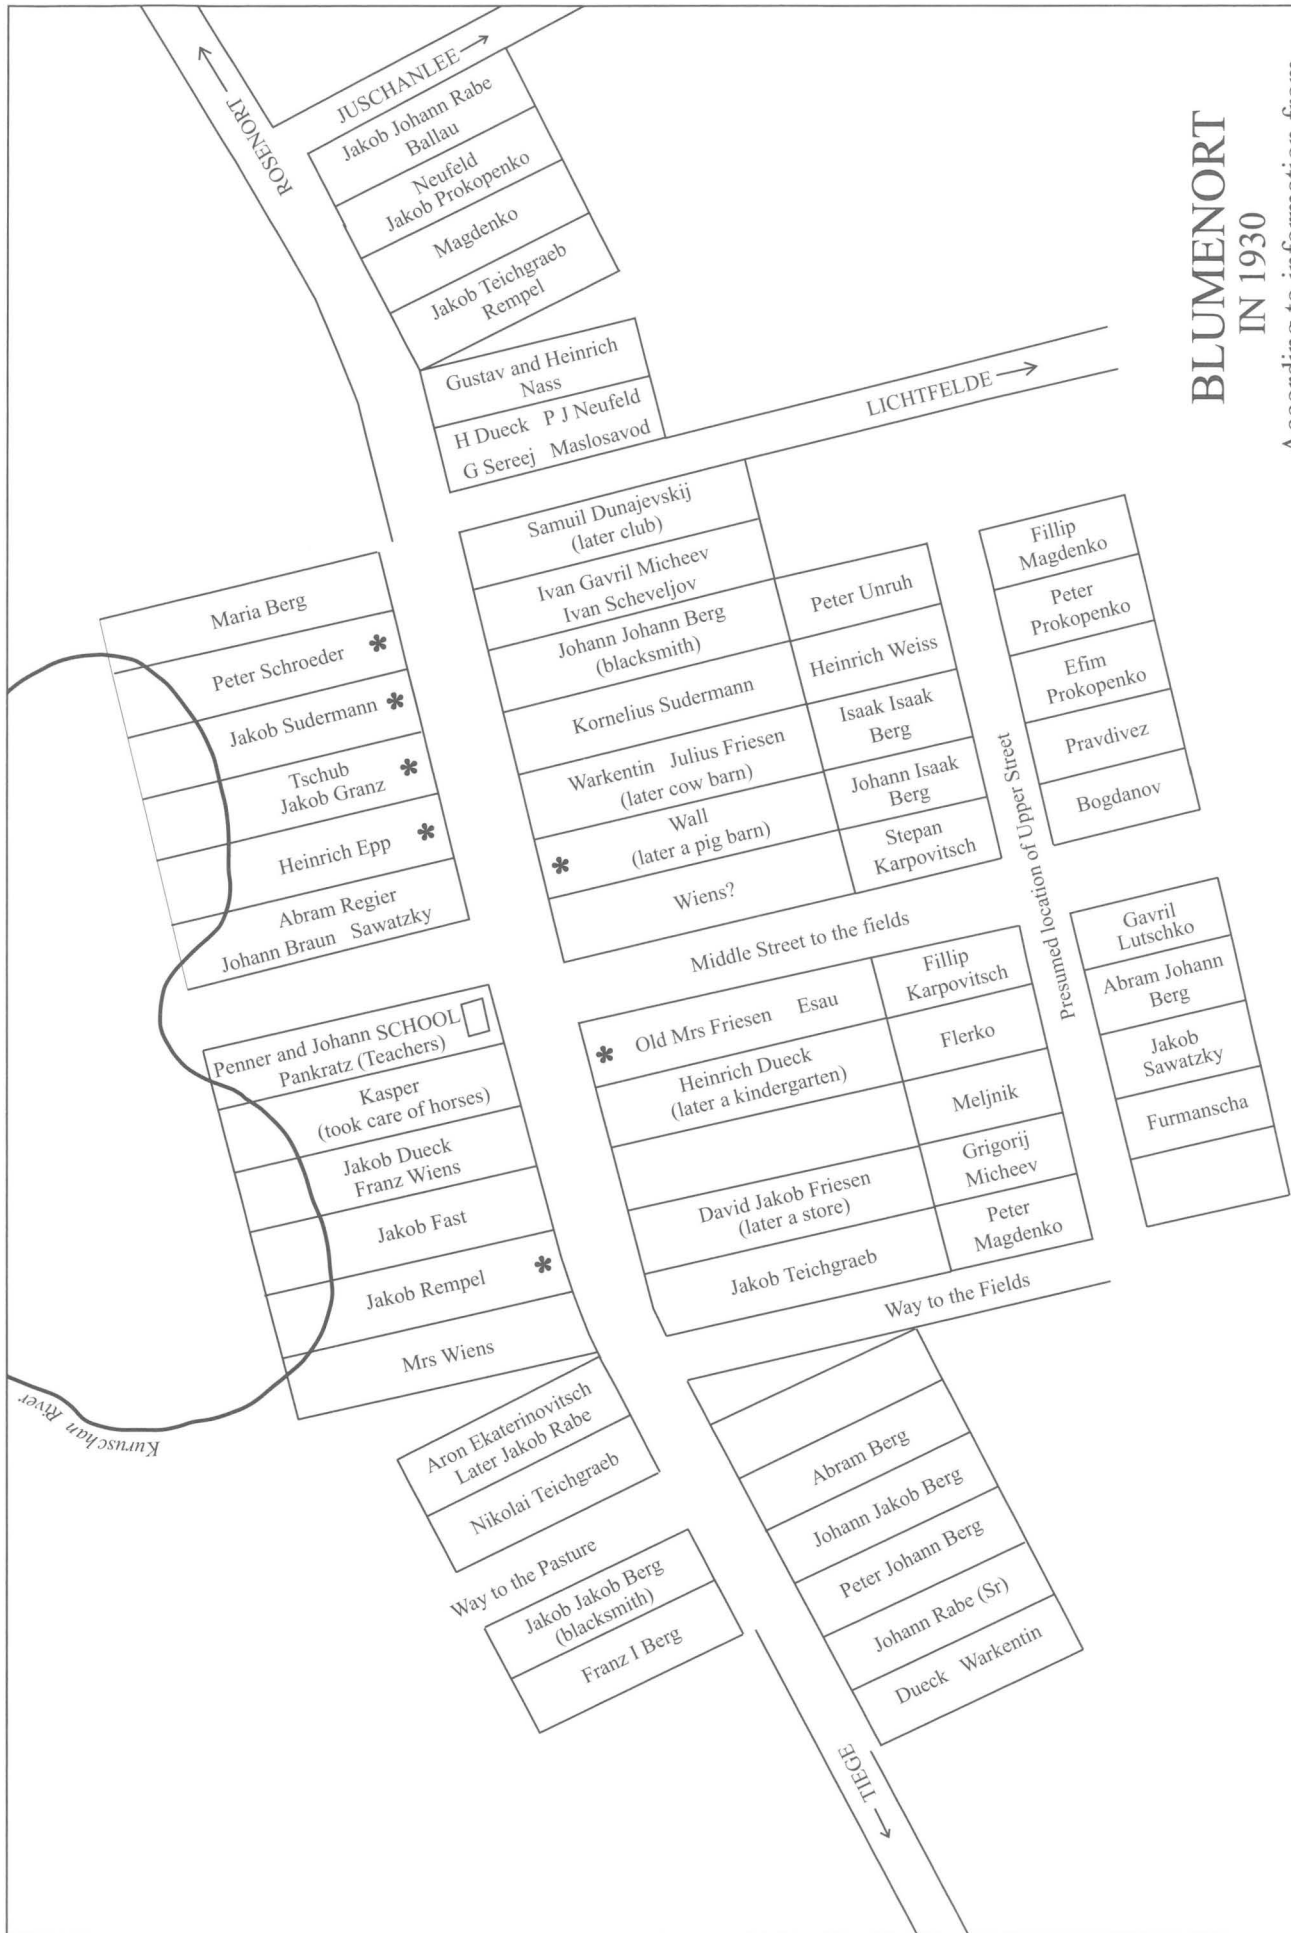 BLUMENORT
IN 1930
According to information from
← ROSENORT
JUSCHANLEE →
Jakob Johann Rabe
Ballau
Neufeld
Jakob Prokopenko
Magdenko
Jakob Teichgraeb
Rempel
Gustav and Heinrich
Nass
H Dueck P J Neufeld
G Sereej Maslosavod
LICHTFELDE →
Maria Berg
Peter Schroeder *
Jakob Sudermann *
Tschub
Jakob Granz *
Heinrich Epp *
Abram Regier
Johann Braun Sawatzky
Samuil Dunajevskij
(later club)
Ivan Gavril Micheev
Ivan Scheveljov
Johann Johann Berg
(blacksmith)
Kornelius Sudermann
Warkentin Julius Friesen
(later cow barn)
* Wall
(later a pig barn)
Wiens?
Peter Unruh
Heinrich Weiss
Isaak Isaak
Berg
Johann Isaak
Berg
Stepan
Karpovitsch
Fillip
Magdenko
Peter
Prokopenko
Efim
Prokopenko
Pravdivez
Bogdanov
Presumed location of Upper Street
Middle Street to the fields
Penner and Johann SCHOOL
Pankratz (Teachers)
Kasper
(took care of horses)
Jakob Dueck
Franz Wiens
Jakob Fast
Jakob Rempel *
Mrs Wiens
* Old Mrs Friesen Esau
Heinrich Dueck
(later a kindergarten)
David Jakob Friesen
(later a store)
Jakob Teichgraeb
Fillip
Karpovitsch
Flerko
Meljnik
Grigorij
Micheev
Peter
Magdenko
Gavril
Lutschko
Abram Johann
Berg
Jakob
Sawatzky
Furmanscha
Way to the Fields
Kuruschan River
Aron Ekaterinovitsch
Later Jakob Rabe
Nikolai Teichgraeb
Way to the Pasture
Jakob Jakob Berg
(blacksmith)
Franz I Berg
Abram Berg
Johann Jakob Berg
Peter Johann Berg
Johann Rabe (Sr)
Dueck Warkentin
← TIEGE